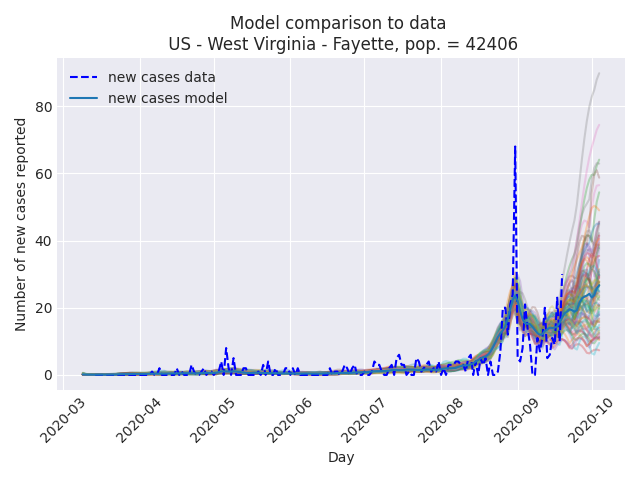 Model comparison to data
US - West Virginia - Fayette, pop. = 42406
new cases data
new cases model
Number of new cases reported
80
60
40
20
0
2020-03
2020-04
2020-05
2020-06
2020-07
2020-08
2020-09
2020-10
Day